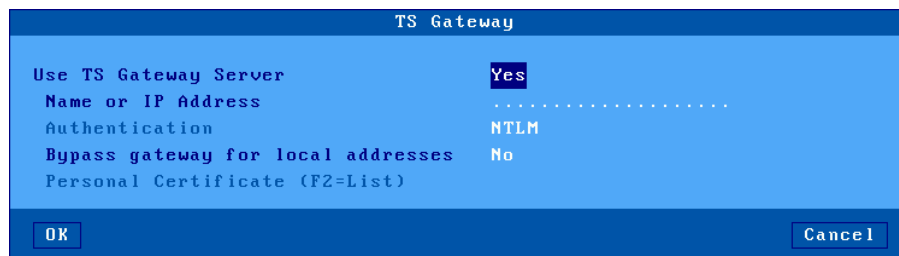 TS Gateway
Use TS Gateway Server Yes
Name or IP Address ....................
Authentication NTLM
Bypass gateway for local addresses No
Personal Certificate (F2=List)
OK Cancel